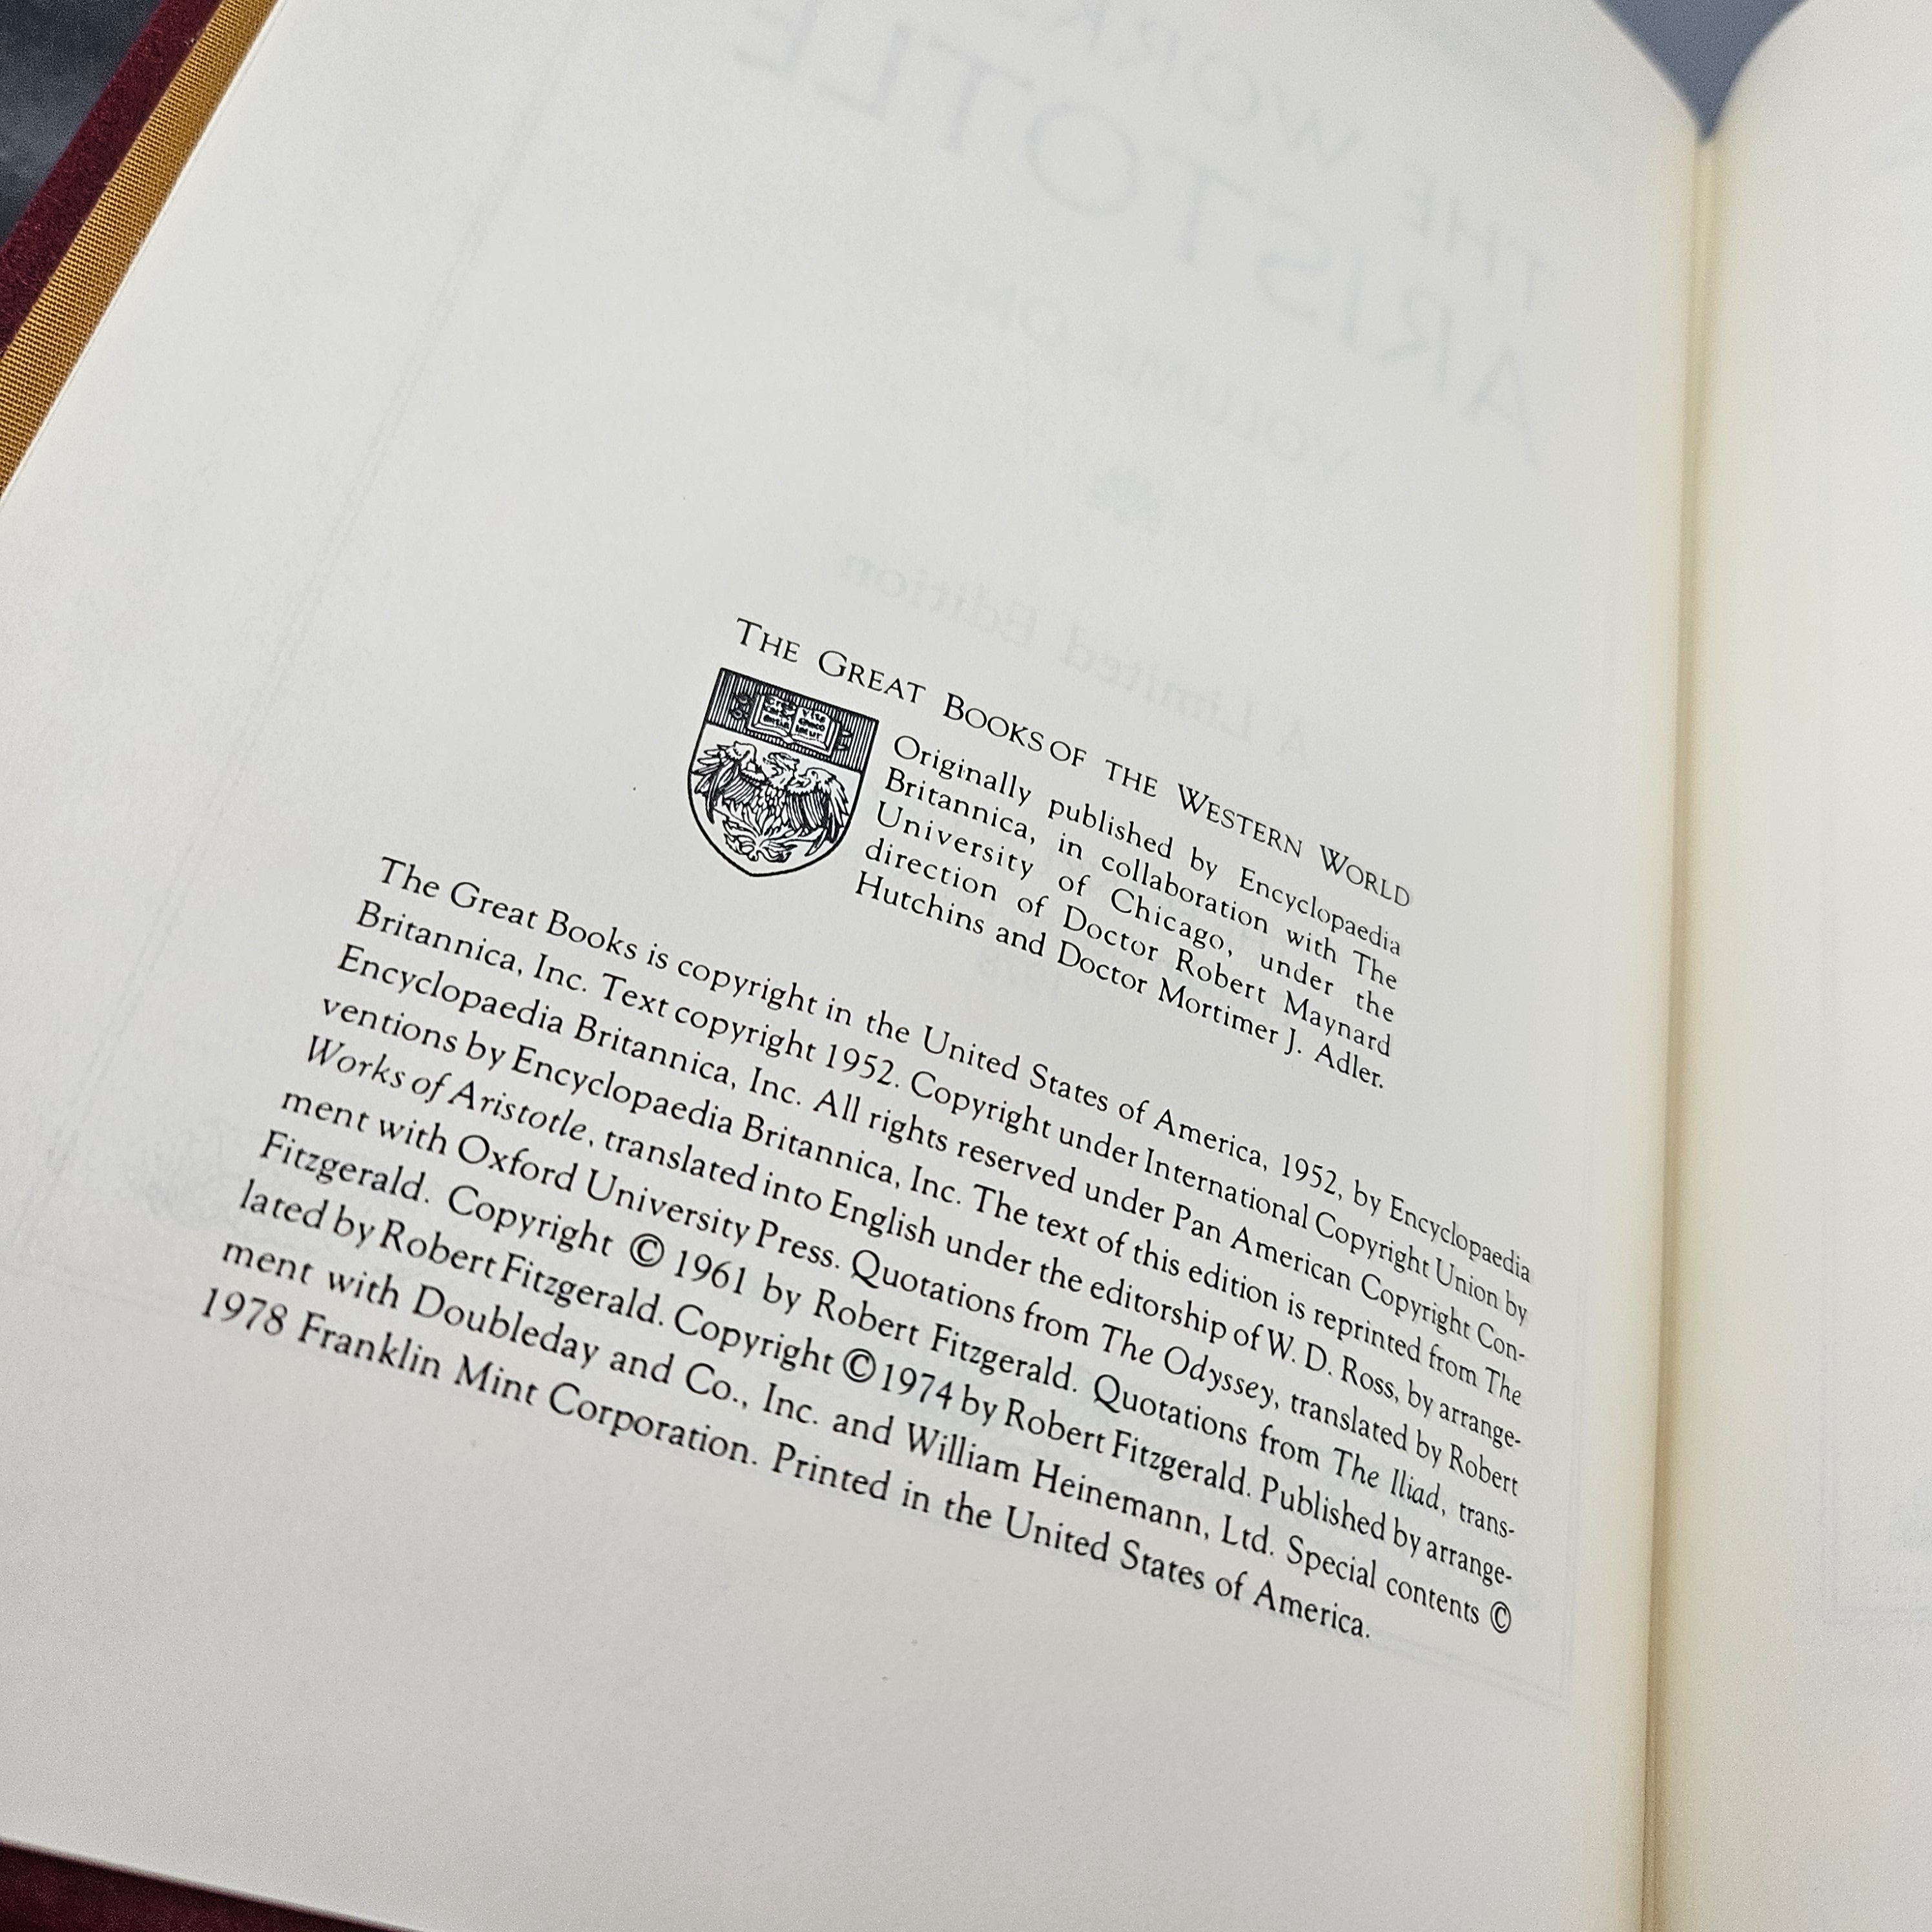 THE WORKS
ARISTOTLE
VOLUME ONE
A Limited Edition
THE GREAT BOOKS OF THE WESTERN WORLD
Originally published by Encyclopaedia
Britannica, in collaboration with The
University of Chicago, under the
direction of Doctor Robert Maynard
Hutchins and Doctor Mortimer J. Adler.
The Great Books is copyright in the United States of America, 1952, by Encyclopaedia
Britannica, Inc. Text copyright 1952. Copyright under International Copyright Union by
Encyclopaedia Britannica, Inc. All rights reserved under Pan American Copyright Con-
ventions by Encyclopaedia Britannica, Inc. The text of this edition is reprinted from The
Works of Aristotle, translated into English under the editorship of W. D. Ross, by arrange-
ment with Oxford University Press. Quotations from The Odyssey, translated by Robert
Fitzgerald. Copyright © 1961 by Robert Fitzgerald. Quotations from The Iliad, trans-
lated by Robert Fitzgerald. Copyright © 1974 by Robert Fitzgerald. Published by arrange-
ment with Doubleday and Co., Inc. and William Heinemann, Ltd. Special contents ©
1978 Franklin Mint Corporation. Printed in the United States of America.